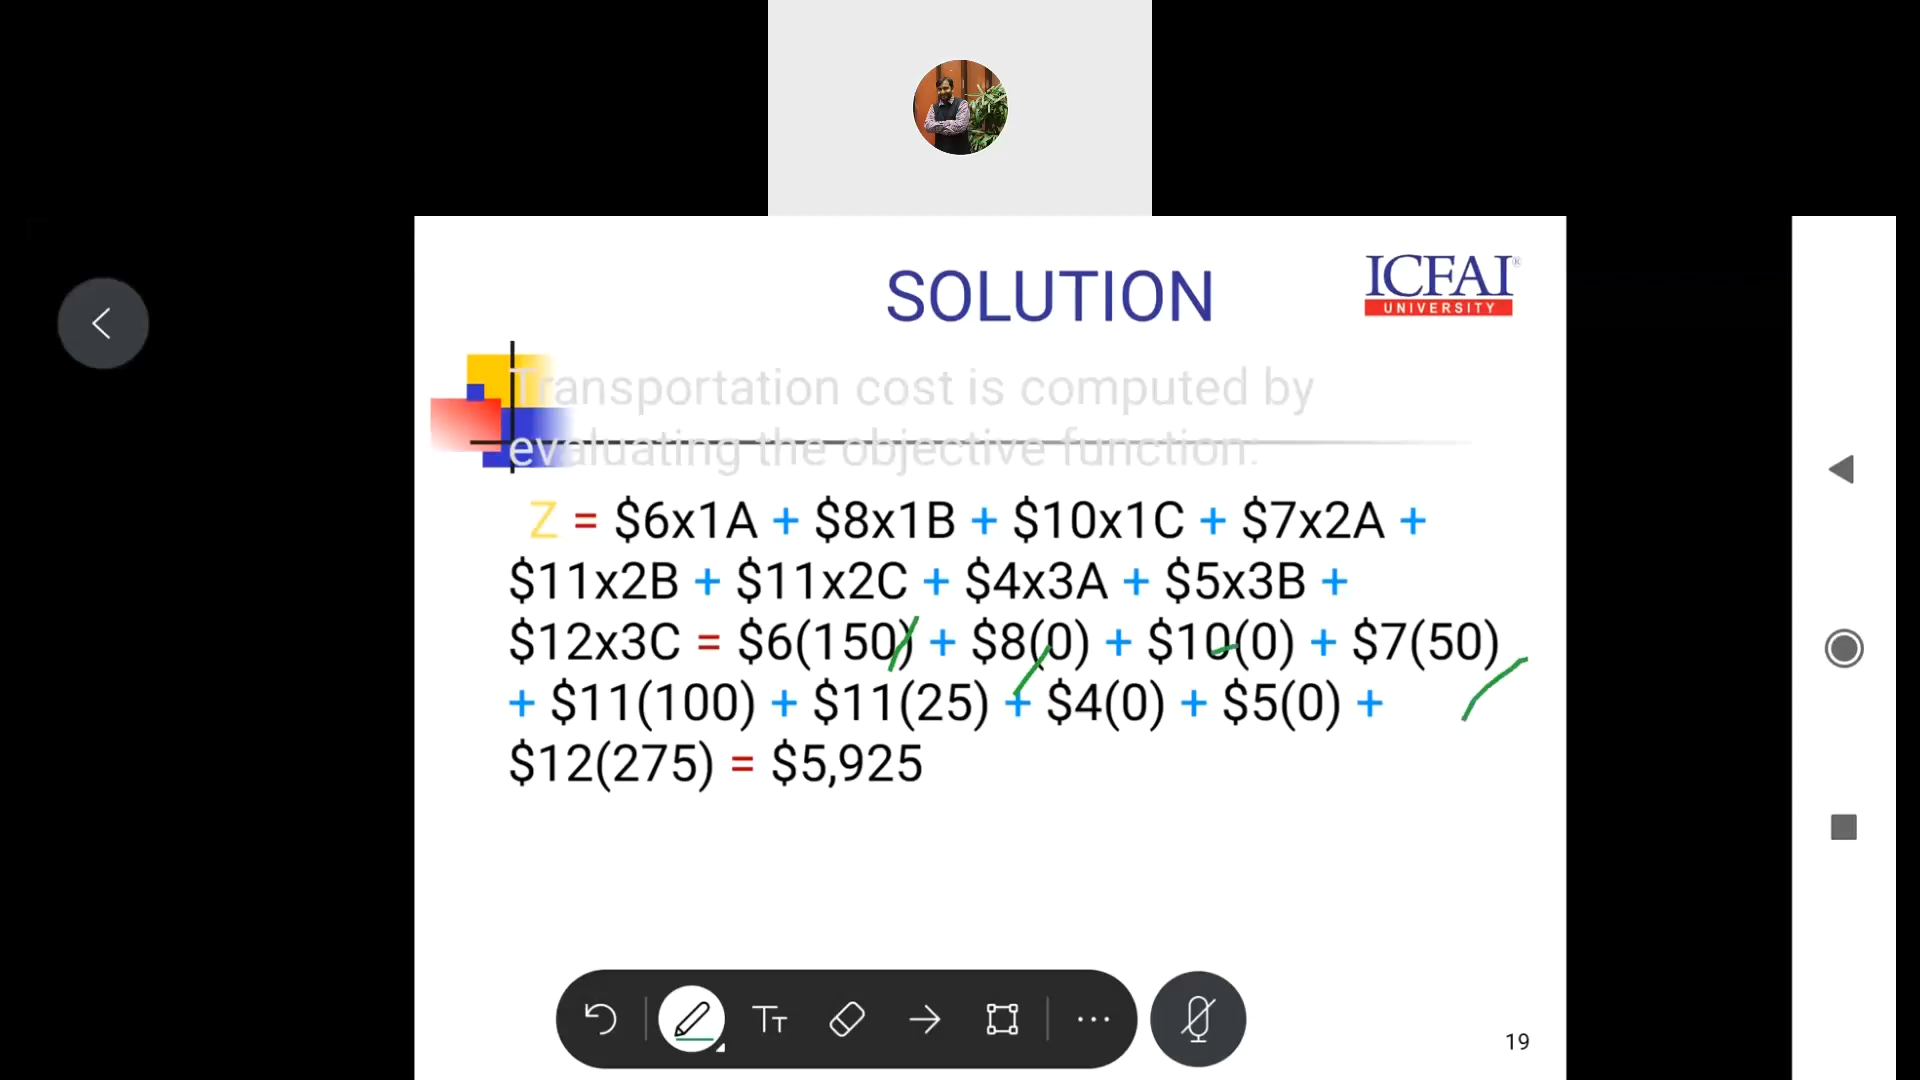 SOLUTION
ICFAI®
UNIVERSITY
Transportation cost is computed by
evaluating the objective function:
Z = $6x1A + $8x1B + $10x1C + $7x2A +
$11x2B + $11x2C + $4x3A + $5x3B +
$12x3C = $6(150) + $8(0) + $10(0) + $7(50)
+ $11(100) + $11(25) + $4(0) + $5(0) +
$12(275) = $5,925
TT
19